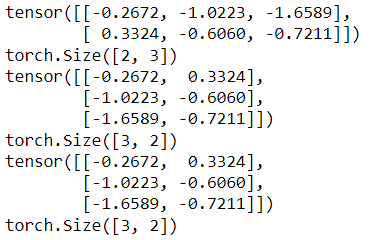 tensor([[-0.2672, -1.0223, -1.6589],
        [ 0.3324, -0.6060, -0.7211]])
torch.Size([2, 3])
tensor([[-0.2672,  0.3324],
        [-1.0223, -0.6060],
        [-1.6589, -0.7211]])
torch.Size([3, 2])
tensor([[-0.2672,  0.3324],
        [-1.0223, -0.6060],
        [-1.6589, -0.7211]])
torch.Size([3, 2])